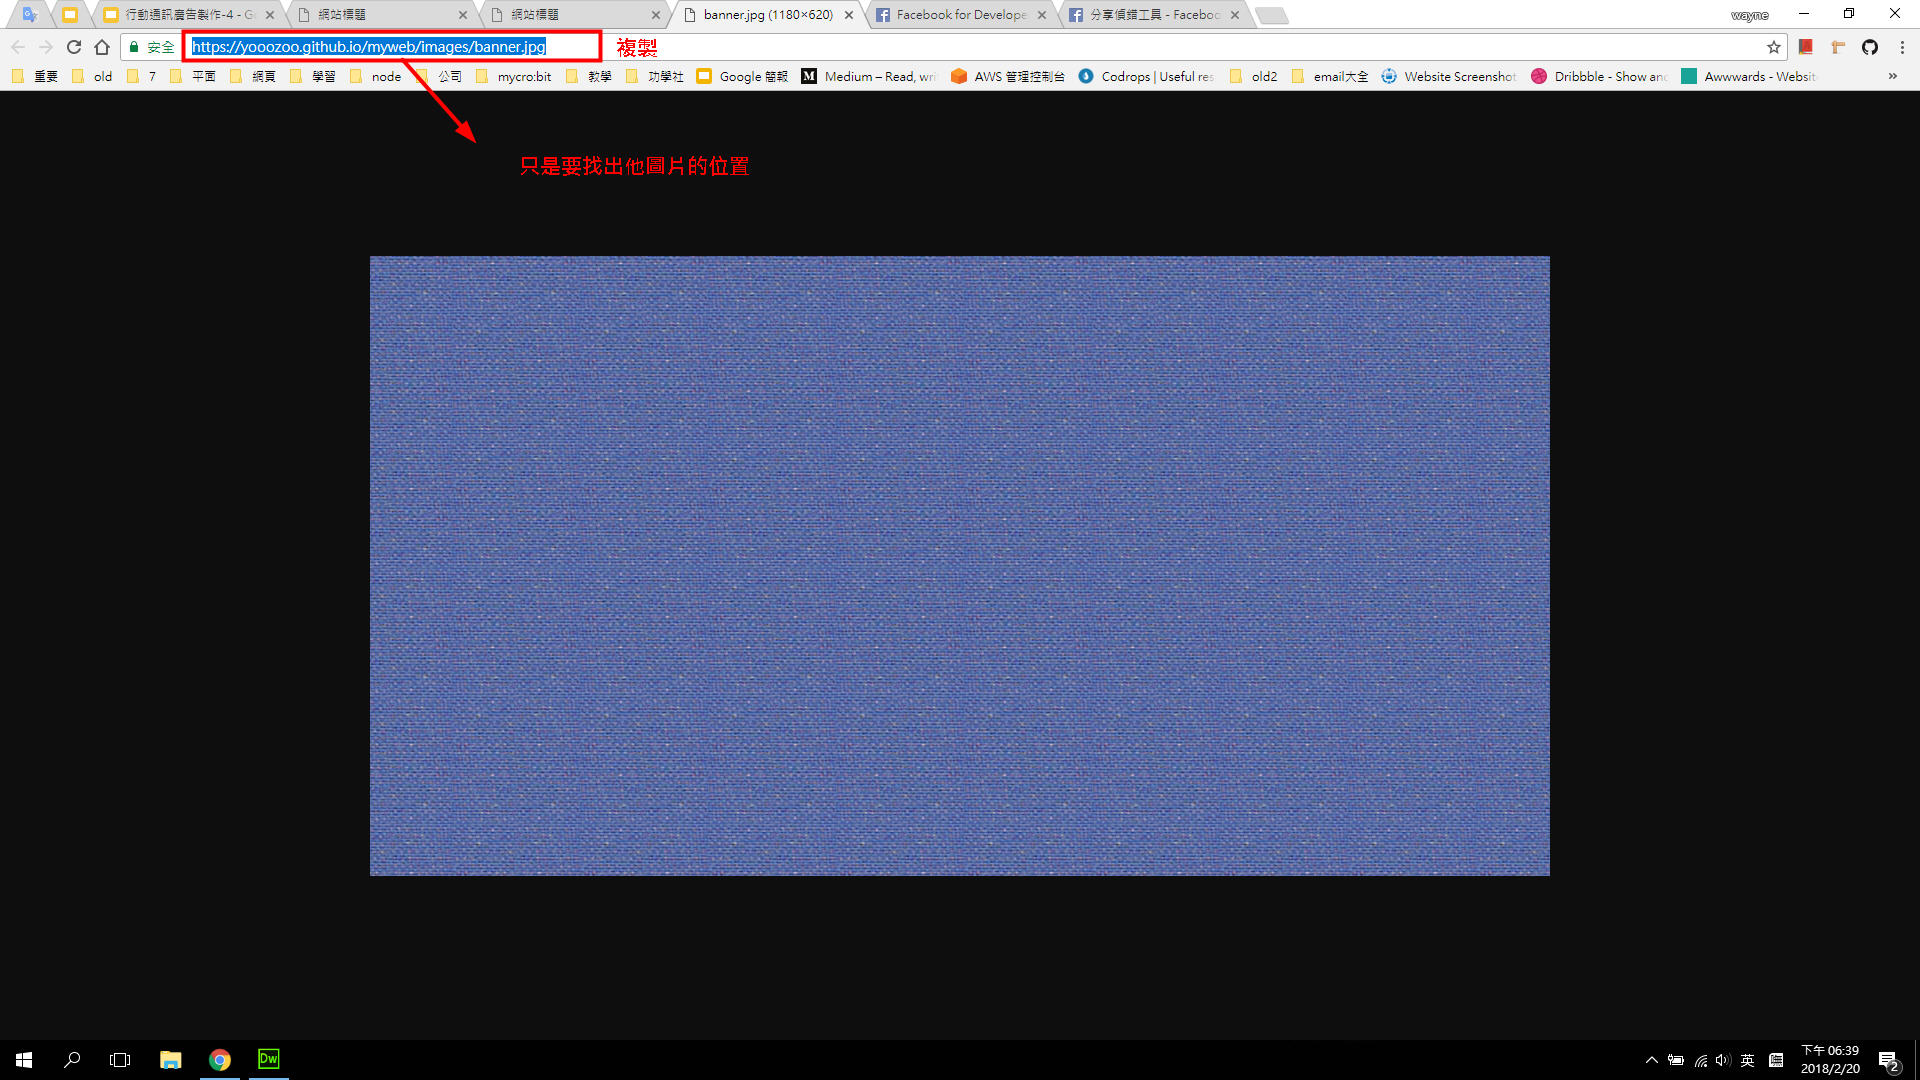 行動通訊廣告製作-4 - G
網站標題
網站標題
banner.jpg (1180×620)
Facebook for Develope
分享偵錯工具 - Faceboo
wayne
安全
https://yooozoo.github.io/myweb/images/banner.jpg
複製
重要
old
7
平面
網頁
學習
node
公司
mycro:bit
教學
功學社
Google 簡報
Medium – Read, wri
AWS 管理控制台
Codrops | Useful res
old2
email大全
Website Screenshot
Dribbble - Show and
Awwwards - Websit
»
只是要找出他圖片的位置
Dw
英
下午 06:39
2018/2/20
2